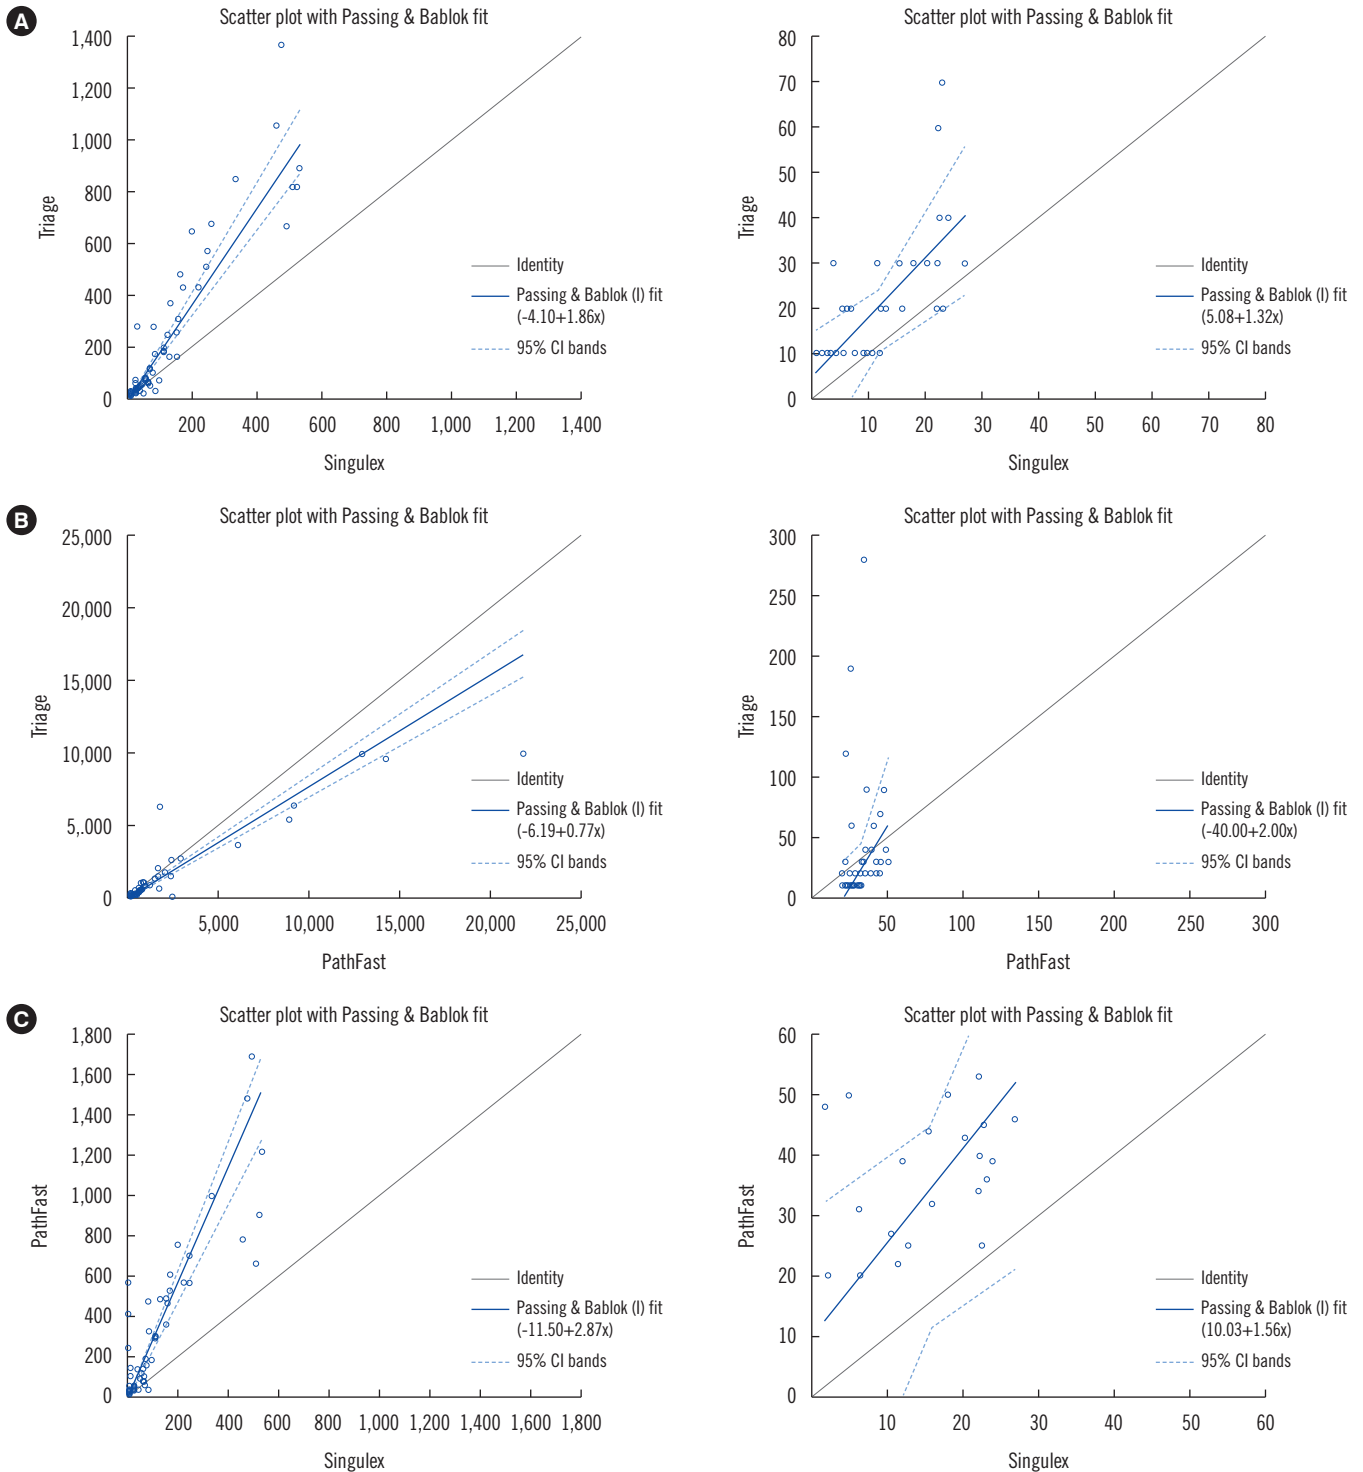 A
Scatter plot with Passing & Bablok fit
1,400
1,200
1,000
800
600
400
200
0
Triage
200 400 600 800 1,000 1,200 1,400
Singulex
Identity
Passing & Bablok (I) fit
(-4.10+1.86x)
95% CI bands
Scatter plot with Passing & Bablok fit
80
70
60
50
40
30
20
10
0
Triage
10 20 30 40 50 60 70 80
Singulex
Identity
Passing & Bablok (I) fit
(5.08+1.32x)
95% CI bands
B
Scatter plot with Passing & Bablok fit
25,000
20,000
15,000
10,000
5,000
0
Triage
5,000 10,000 15,000 20,000 25,000
PathFast
Identity
Passing & Bablok (I) fit
(-6.19+0.77x)
95% CI bands
Scatter plot with Passing & Bablok fit
300
250
200
150
100
50
0
Triage
50 100 150 200 250 300
PathFast
Identity
Passing & Bablok (I) fit
(-40.00+2.00x)
95% CI bands
C
Scatter plot with Passing & Bablok fit
1,800
1,600
1,400
1,200
1,000
800
600
400
200
0
PathFast
200 400 600 800 1,000 1,200 1,400 1,600 1,800
Singulex
Identity
Passing & Bablok (I) fit
(-11.50+2.87x)
95% CI bands
Scatter plot with Passing & Bablok fit
60
50
40
30
20
10
0
PathFast
10 20 30 40 50 60
Singulex
Identity
Passing & Bablok (I) fit
(10.03+1.56x)
95% CI bands